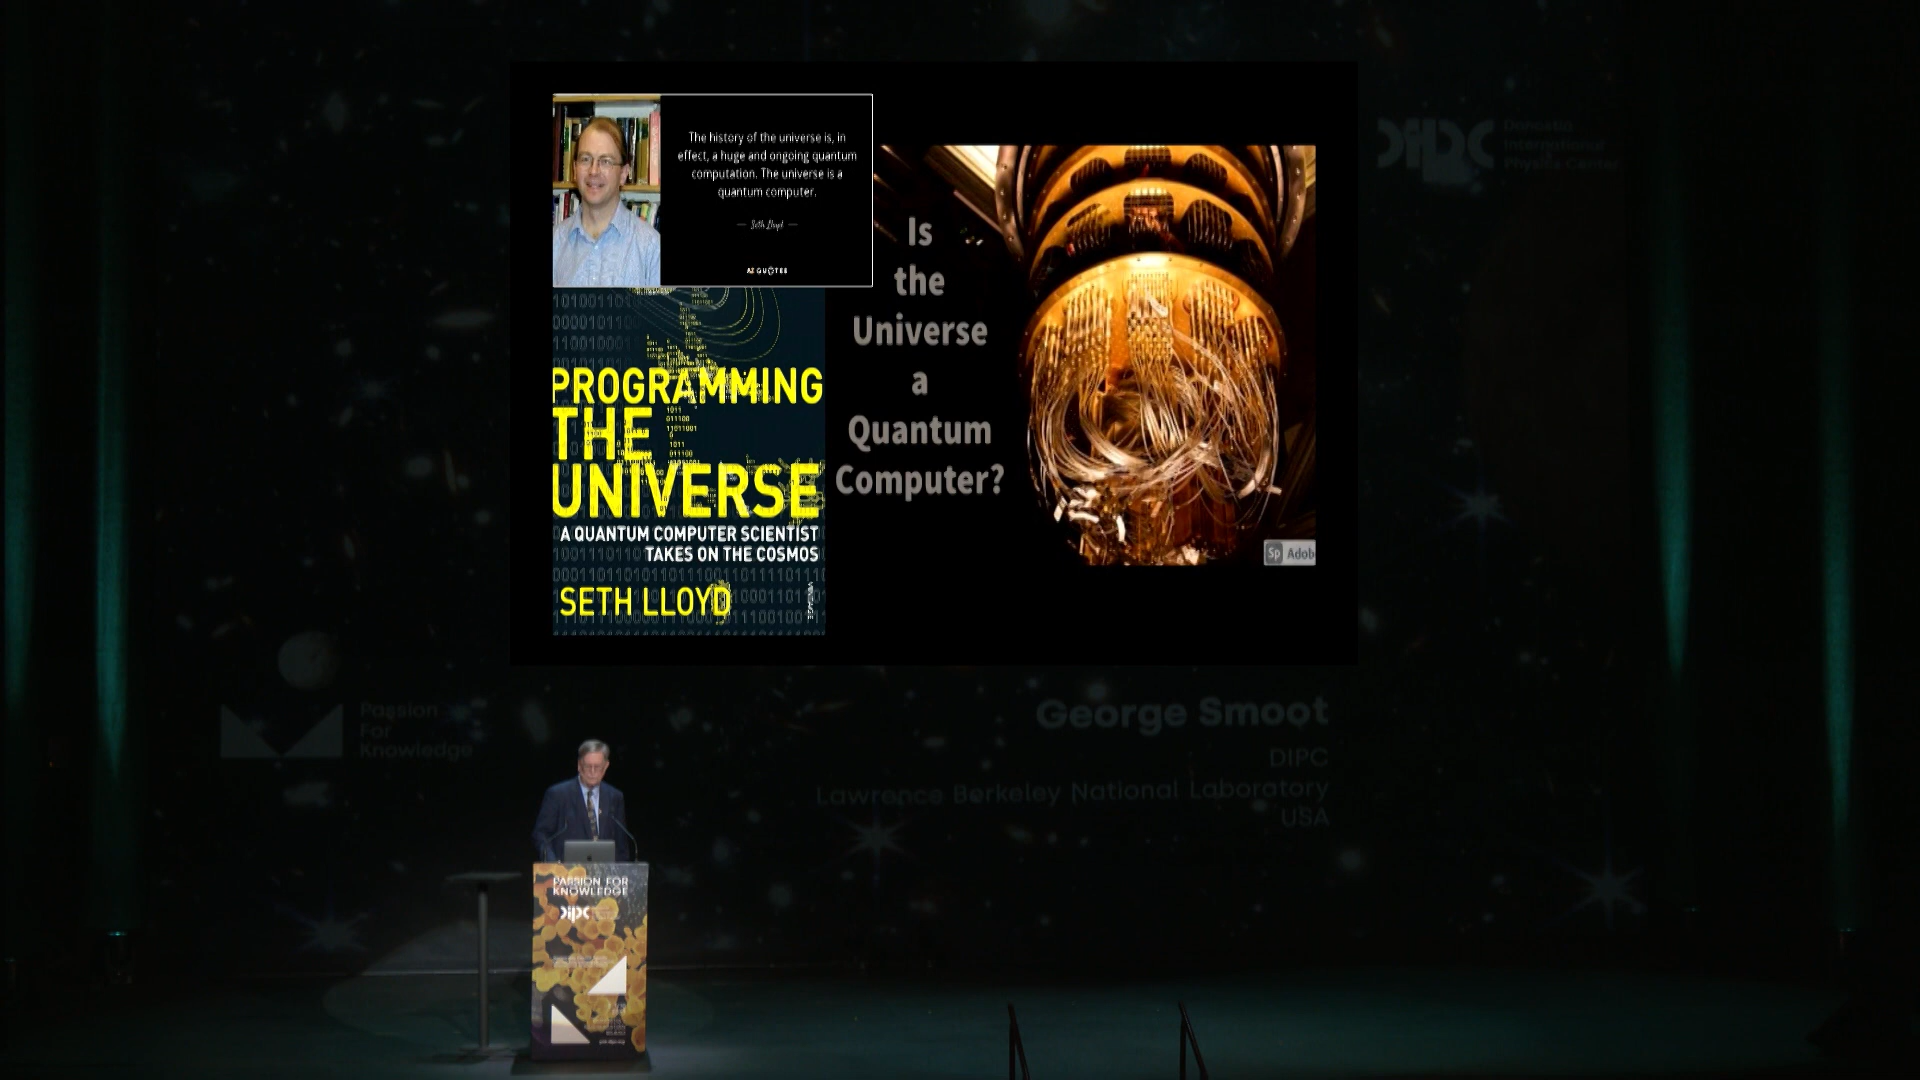 The history of the universe is, in
effect, a huge and ongoing quantum
computation. The universe is a
quantum computer.
— Seth Lloyd —
AZ QUOTES
PROGRAMMING
THE
UNIVERSE
A QUANTUM COMPUTER SCIENTIST
TAKES ON THE COSMOS
SETH LLOYD
VINTAGE
Is
the
Universe
a
Quantum
Computer?
Sp Adob
dipc
Donostia
International
Physics Center
Passion
For
Knowledge
George Smoot
DIPC
Lawrence Berkeley National Laboratory
USA
PASSION FOR
KNOWLEDGE
dipc